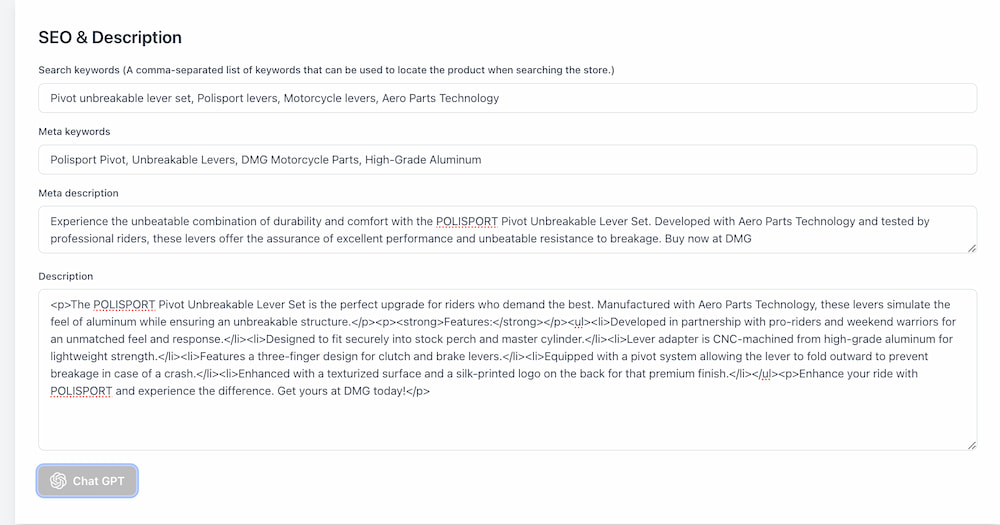 SEO & Description
Search keywords (A comma-separated list of keywords that can be used to locate the product when searching the store.)
Pivot unbreakable lever set, Polisport levers, Motorcycle levers, Aero Parts Technology
Meta keywords
Polisport Pivot, Unbreakable Levers, DMG Motorcycle Parts, High-Grade Aluminum
Meta description
Experience the unbeatable combination of durability and comfort with the POLISPORT Pivot Unbreakable Lever Set. Developed with Aero Parts Technology and tested by
professional riders, these levers offer the assurance of excellent performance and unbeatable resistance to breakage. Buy now at DMG
Description
<p>The POLISPORT Pivot Unbreakable Lever Set is the perfect upgrade for riders who demand the best. Manufactured with Aero Parts Technology, these levers simulate the
feel of aluminum while ensuring an unbreakable structure.</p><p><strong>Features:</strong></p><ul><li>Developed in partnership with pro-riders and weekend warriors for
an unmatched feel and response.</li><li>Designed to fit securely into stock perch and master cylinder.</li><li>Lever adapter is CNC-machined from high-grade aluminum for
lightweight strength.</li><li>Features a three-finger design for clutch and brake levers.</li><li>Equipped with a pivot system allowing the lever to fold outward to prevent
breakage in case of a crash.</li><li>Enhanced with a texturized surface and a silk-printed logo on the back for that premium finish.</li></ul><p>Enhance your ride with
POLISPORT and experience the difference. Get yours at DMG today!</p>
Chat GPT